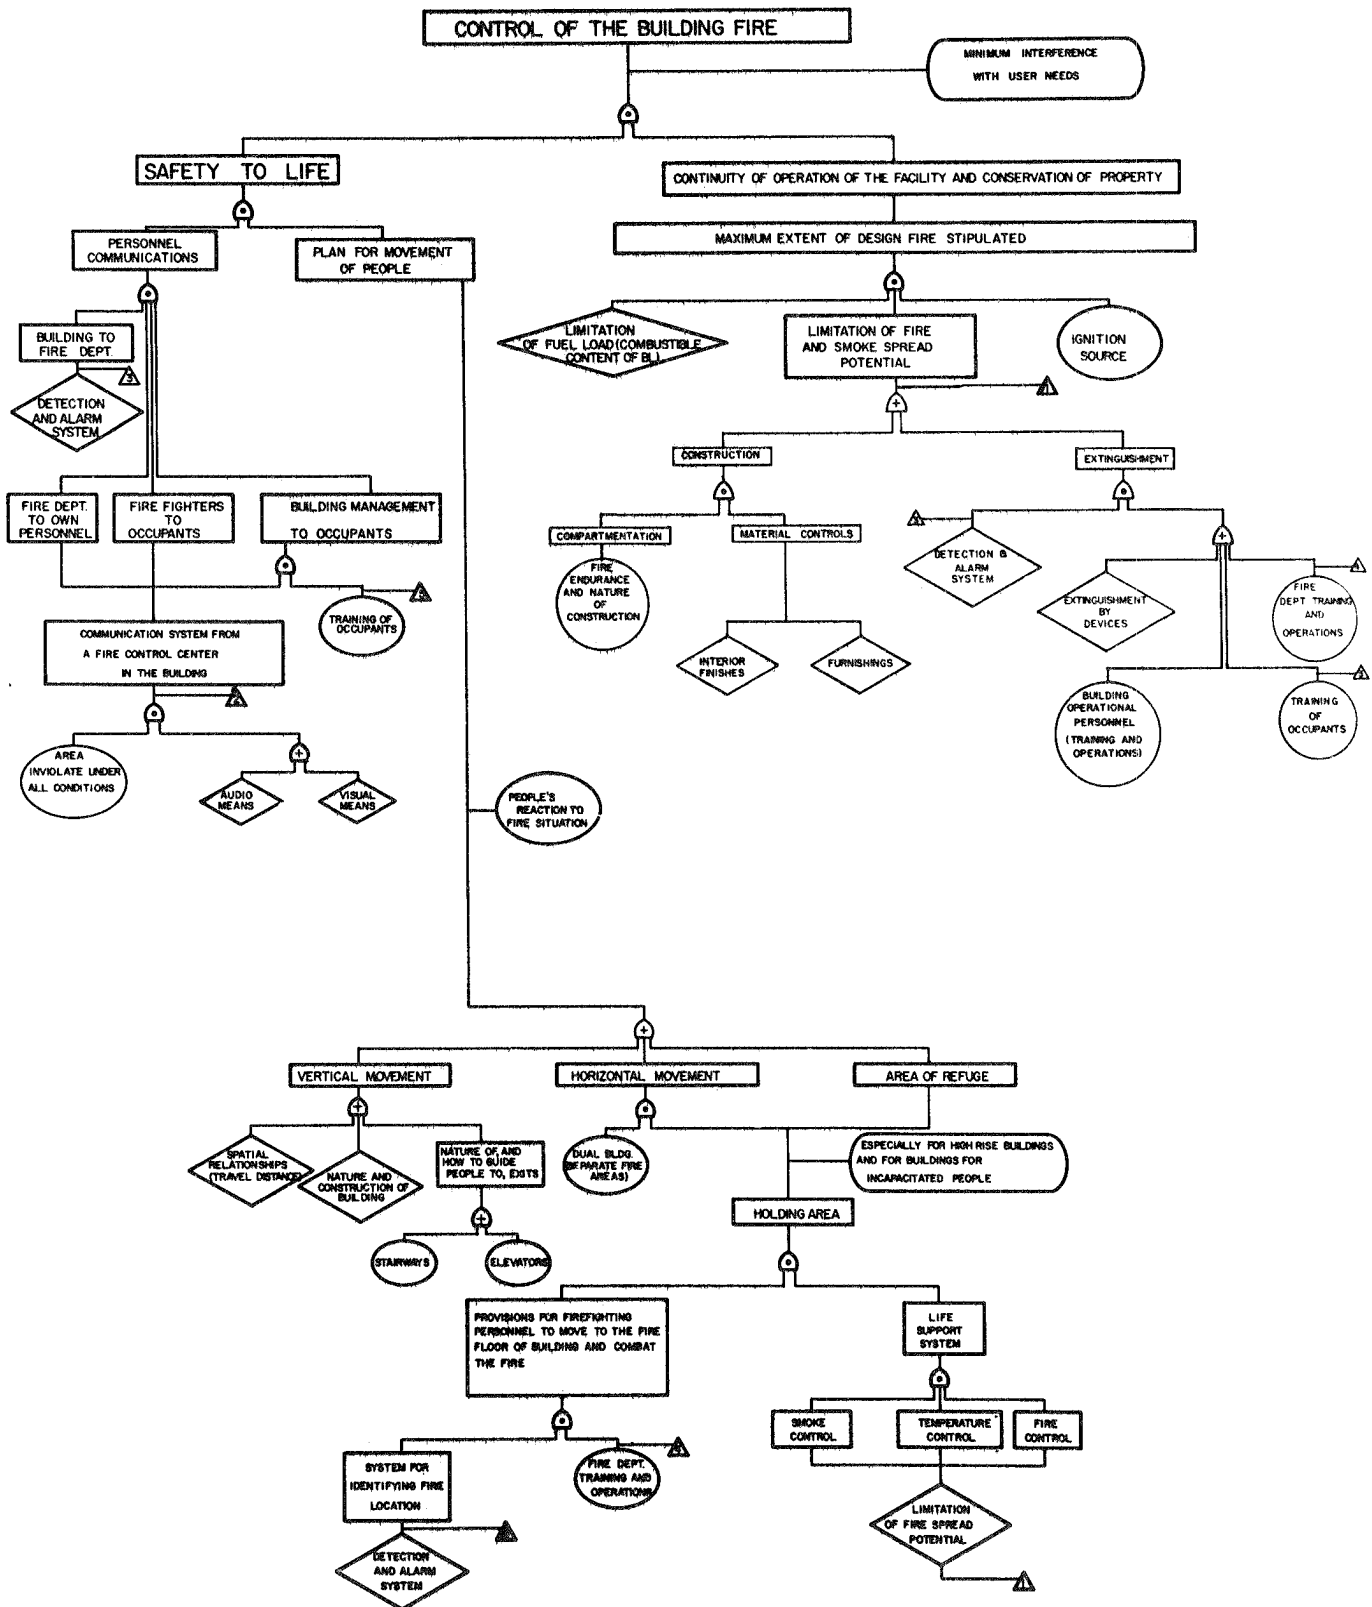 CONTROL OF THE BUILDING FIRE
MINIMUM INTERFERENCE
WITH USER NEEDS
SAFETY TO LIFE
CONTINUITY OF OPERATION OF THE FACILITY AND CONSERVATION OF PROPERTY
PERSONNEL
COMMUNICATIONS
PLAN FOR MOVEMENT
OF PEOPLE
MAXIMUM EXTENT OF DESIGN FIRE STIPULATED
BUILDING TO
FIRE DEPT.
3
DETECTION
AND ALARM
SYSTEM
LIMITATION
OF FUEL LOAD (COMBUSTIBLE
CONTENT OF BL)
LIMITATION OF FIRE
AND SMOKE SPREAD
POTENTIAL
IGNITION
SOURCE
1
+
CONSTRUCTION
EXTINGUISHMENT
FIRE DEPT.
TO OWN
PERSONNEL
FIRE FIGHTERS
TO
OCCUPANTS
BUILDING MANAGEMENT
TO OCCUPANTS
COMPARTMENTATION
MATERIAL CONTROLS
FIRE
ENDURANCE
AND NATURE
OF
CONSTRUCTION
INTERIOR
FINISHES
FURNISHINGS
3
DETECTION &
ALARM
SYSTEM
+
EXTINGUISHMENT
BY
DEVICES
4
FIRE
DEPT TRAINING
AND
OPERATIONS
BUILDING
OPERATIONAL
PERSONNEL
(TRAINING AND
OPERATIONS)
TRAINING
OF
OCCUPANTS
TRAINING OF
OCCUPANTS
COMMUNICATION SYSTEM FROM
A FIRE CONTROL CENTER
IN THE BUILDING
AREA
INVIOLATE UNDER
ALL CONDITIONS
+
AUDIO
MEANS
VISUAL
MEANS
PEOPLE'S
REACTION TO
FIRE SITUATION
+
VERTICAL MOVEMENT
HORIZONTAL MOVEMENT
AREA OF REFUGE
+
SPATIAL
RELATIONSHIPS
(TRAVEL DISTANCE)
NATURE AND
CONSTRUCTION OF
BUILDING
NATURE OF, AND
HOW TO GUIDE
PEOPLE TO, EXITS
DUAL BLDG.
(SEPARATE FIRE
AREAS)
ESPECIALLY FOR HIGH RISE BUILDINGS
AND FOR BUILDINGS FOR
INCAPACITATED PEOPLE
+
STAIRWAYS
ELEVATORS
HOLDING AREA
PROVISIONS FOR FIREFIGHTING
PERSONNEL TO MOVE TO THE FIRE
FLOOR OF BUILDING AND COMBAT
THE FIRE
LIFE
SUPPORT
SYSTEM
SMOKE
CONTROL
TEMPERATURE
CONTROL
FIRE
CONTROL
SYSTEM FOR
IDENTIFYING FIRE
LOCATION
FIRE DEPT.
TRAINING AND
OPERATIONS
DETECTION
AND ALARM
SYSTEM
LIMITATION
OF FIRE SPREAD
POTENTIAL
1